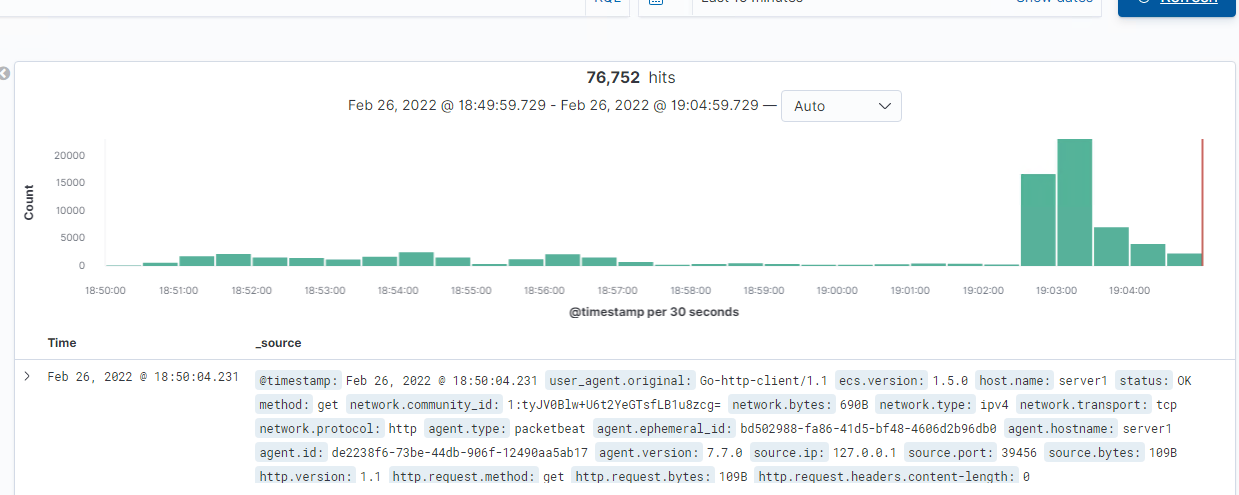 KQL Last 15 minutes Show dates Refresh
76,752 hits
Feb 26, 2022 @ 18:49:59.729 - Feb 26, 2022 @ 19:04:59.729 — Auto
Count
20000
15000
10000
5000
0
18:50:00 18:51:00 18:52:00 18:53:00 18:54:00 18:55:00 18:56:00 18:57:00 18:58:00 18:59:00 19:00:00 19:01:00 19:02:00 19:03:00 19:04:00
@timestamp per 30 seconds
Time _source
Feb 26, 2022 @ 18:50:04.231 @timestamp: Feb 26, 2022 @ 18:50:04.231 user_agent.original: Go-http-client/1.1 ecs.version: 1.5.0 host.name: server1 status: OK
method: get network.community_id: 1:tyJV0Blw+U6t2YeGTsfLB1u8zcg= network.bytes: 690B network.type: ipv4 network.transport: tcp
network.protocol: http agent.type: packetbeat agent.ephemeral_id: bd502988-fa86-41d5-bf48-4606d2b96db0 agent.hostname: server1
agent.id: de2238f6-73be-44db-906f-12490aa5ab17 agent.version: 7.7.0 source.ip: 127.0.0.1 source.port: 39456 source.bytes: 109B
http.version: 1.1 http.request.method: get http.request.bytes: 109B http.request.headers.content-length: 0